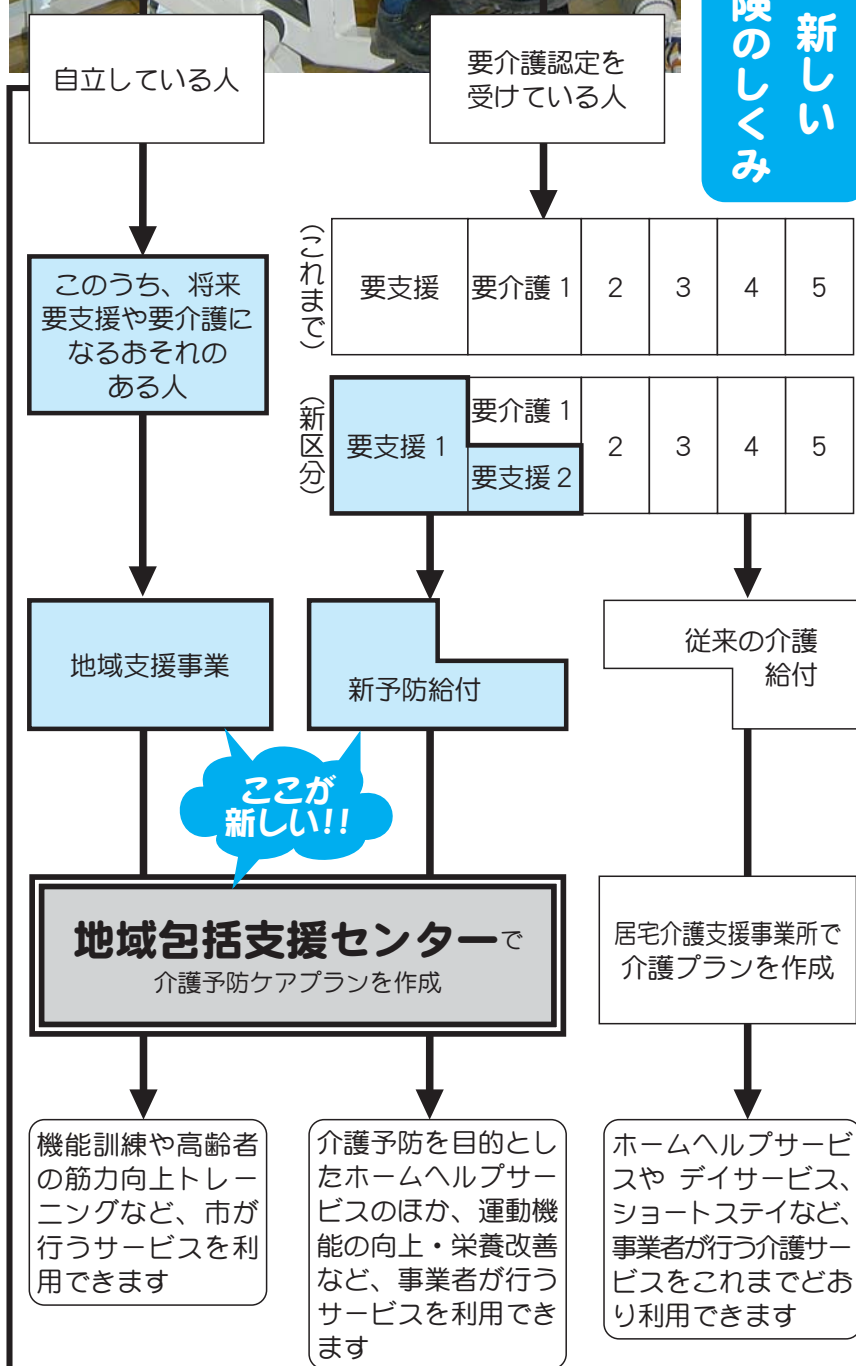 新しい
険のしくみ
自立している人
要介護認定を
受けている人
このうち、将来
要支援や要介護に
なるおそれの
ある人
（これまで）
要支援
要介護1
2
3
4
5
（新区分）
要支援1
要介護1
要支援2
2
3
4
5
地域支援事業
新予防給付
従来の介護
給付
ここが
新しい!!
地域包括支援センターで
介護予防ケアプランを作成
居宅介護支援事業所で
介護プランを作成
機能訓練や高齢者
の筋力向上トレー
ニングなど、市が
行うサービスを利
用できます
介護予防を目的とし
たホームヘルプサー
ビスのほか、運動機
能の向上・栄養改善
など、事業者が行う
サービスを利用でき
ます
ホームヘルプサービ
スや デイサービス、
ショートステイなど、
事業者が行う介護サー
ビスをこれまでどお
り利用できます